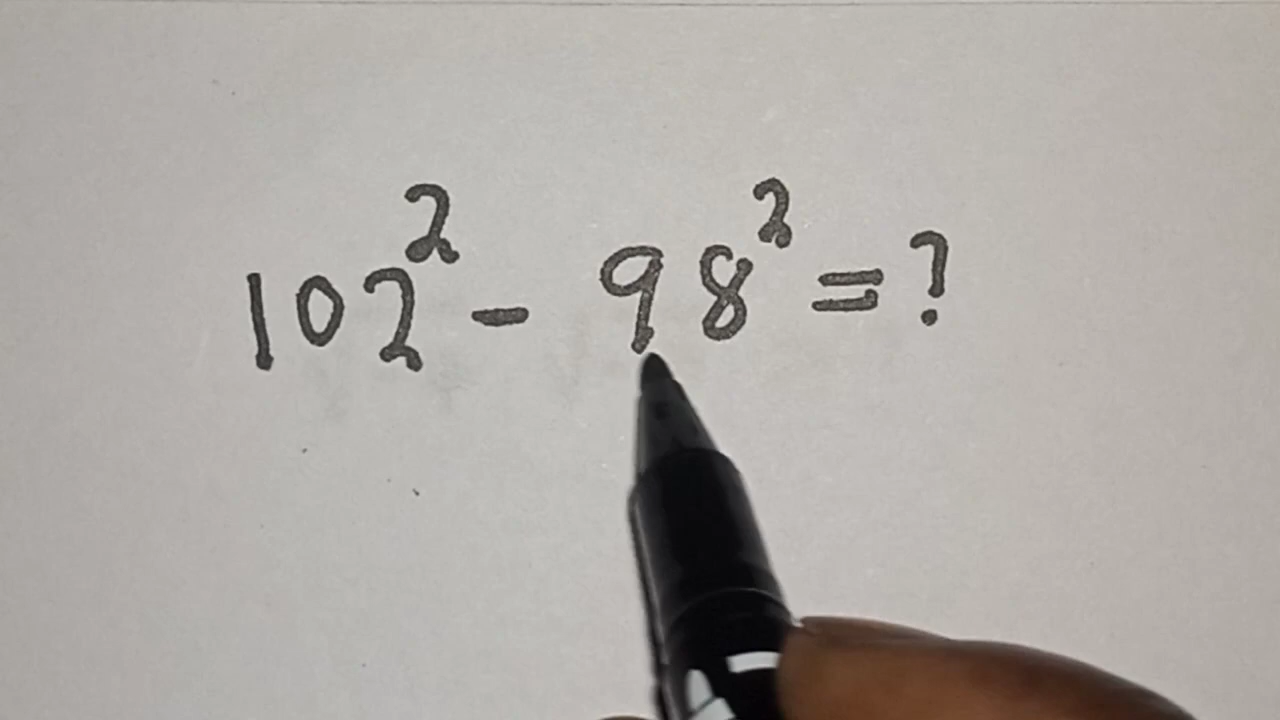 102² - 98² = ?